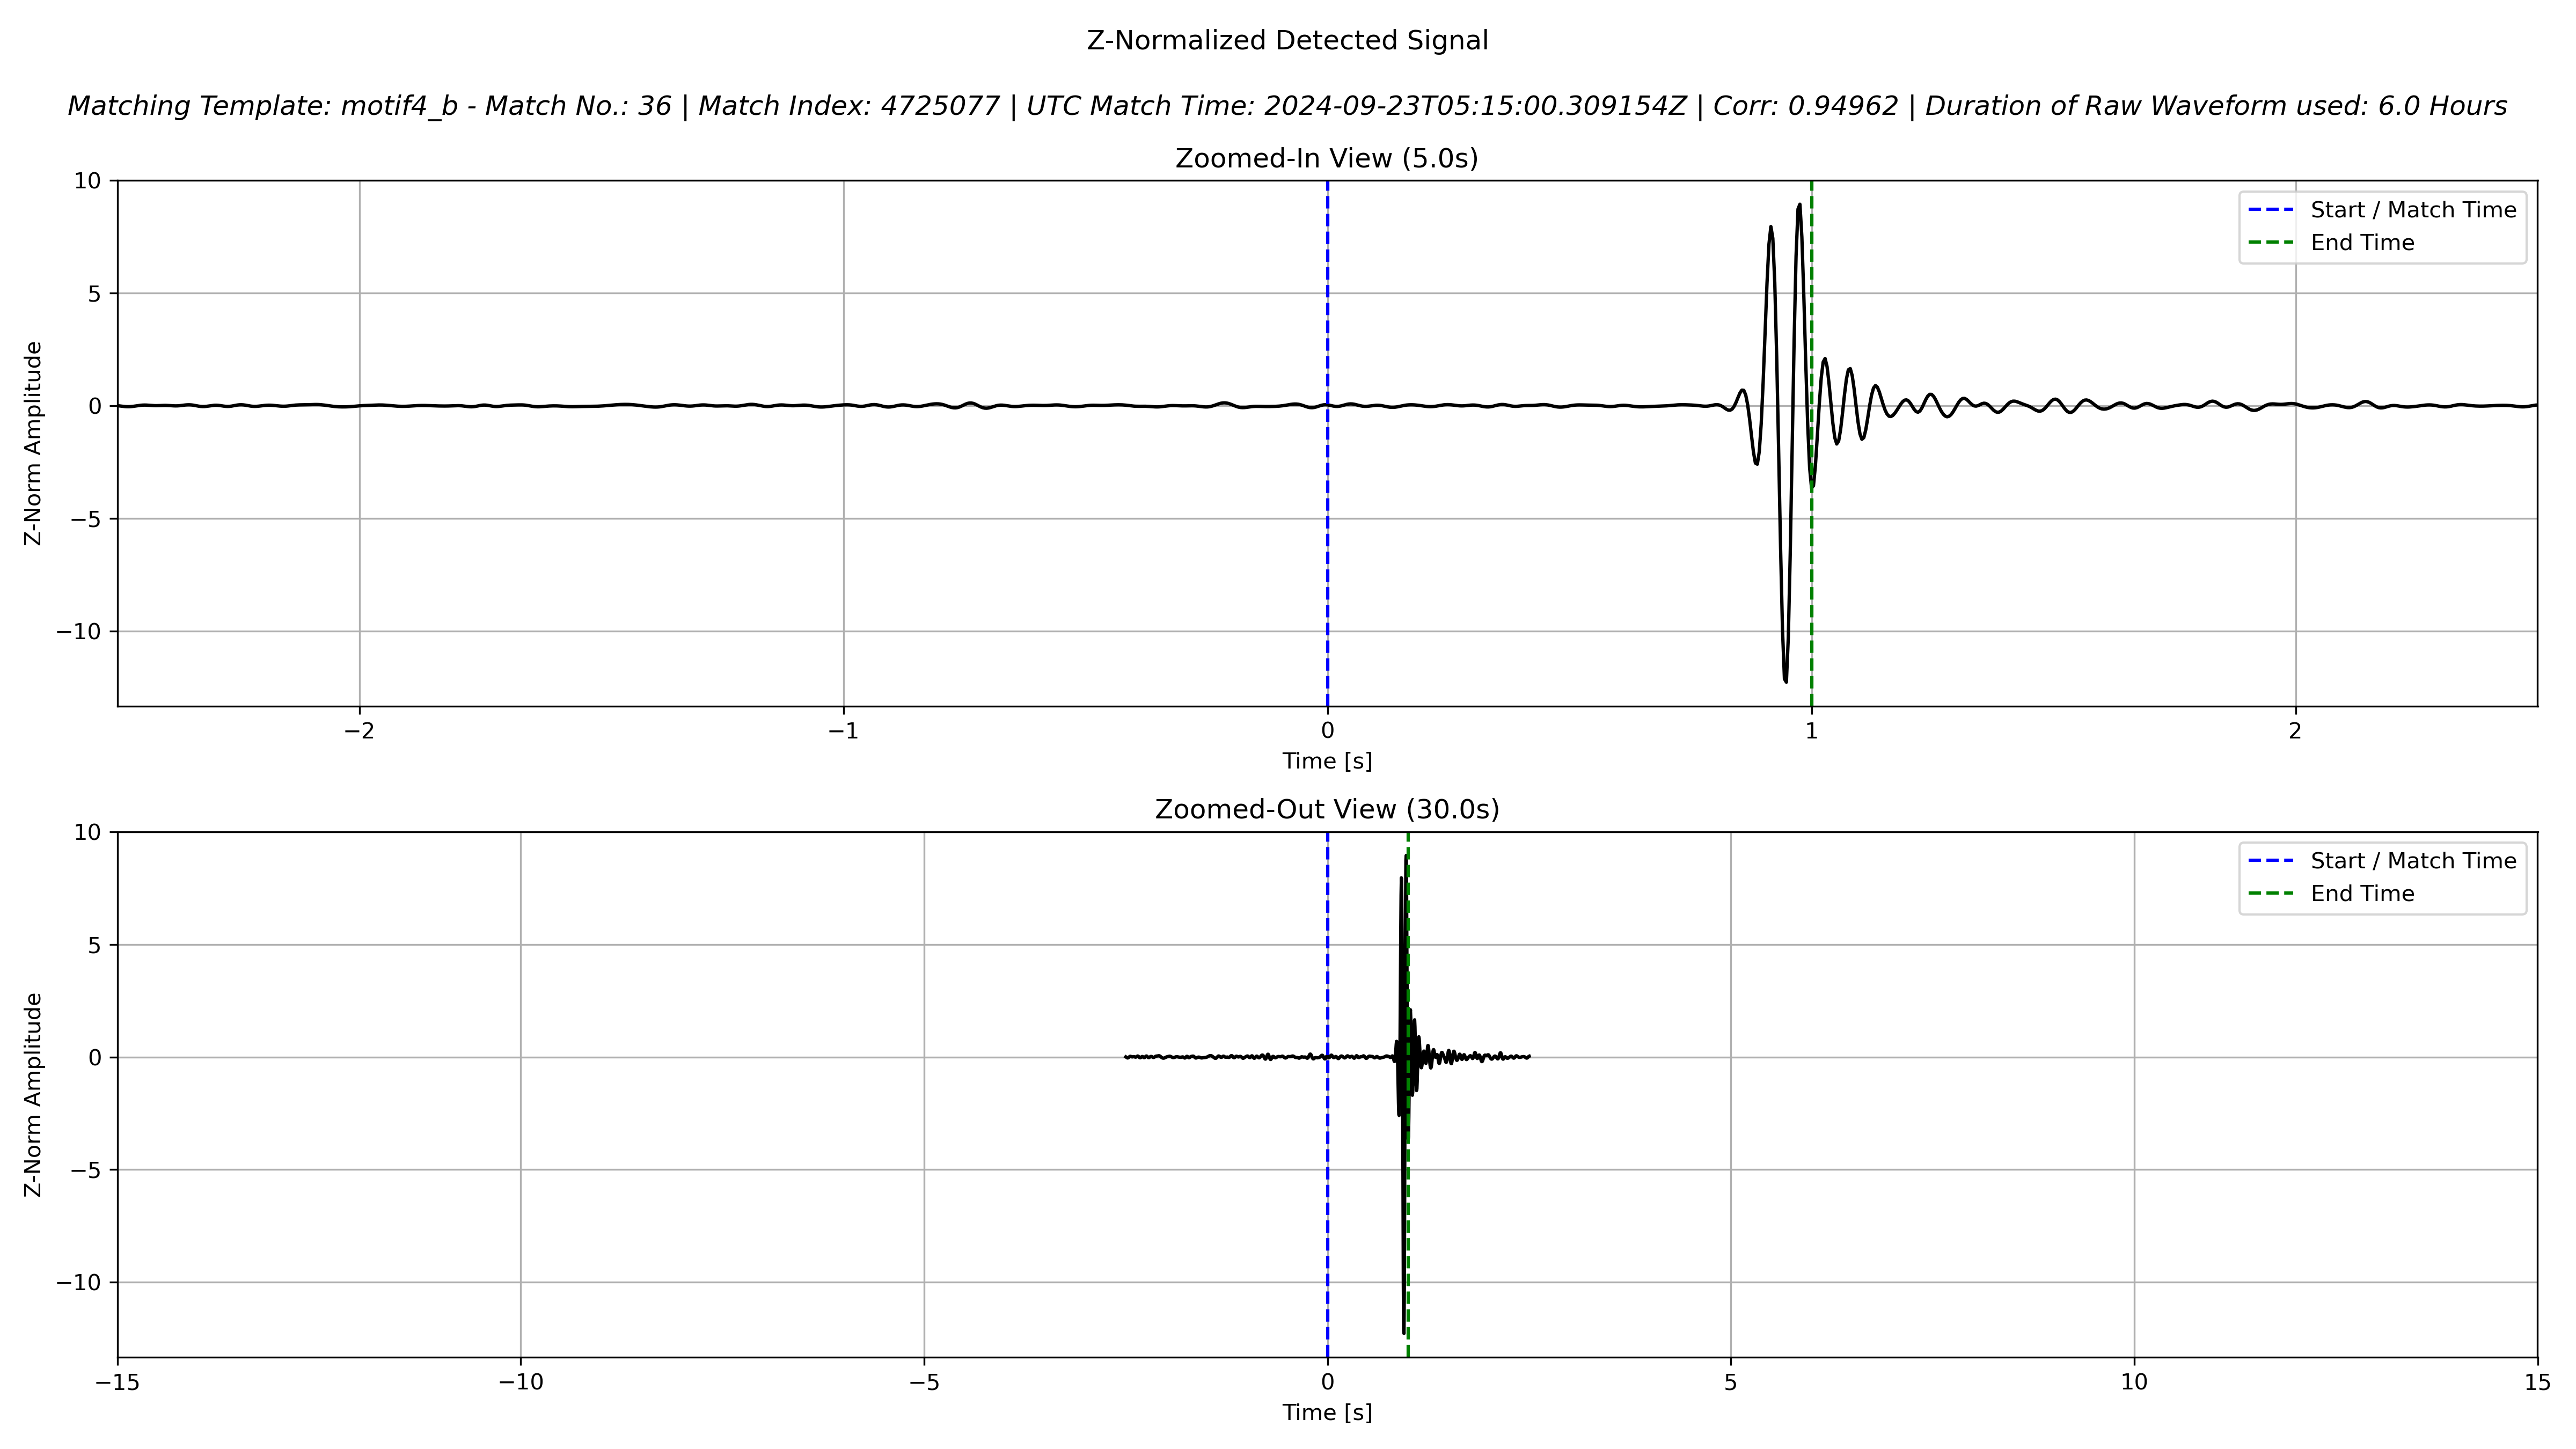 Z-Normalized Detected Signal
Matching Template: motif4_b - Match No.: 36 | Match Index: 4725077 | UTC Match Time: 2024-09-23T05:15:00.309154Z | Corr: 0.94962 | Duration of Raw Waveform used: 6.0 Hours
Zoomed-In View (5.0s)
Z-Norm Amplitude
10
5
0
−5
−10
Start / Match Time
End Time
−2
−1
0
1
2
Time [s]
Zoomed-Out View (30.0s)
Z-Norm Amplitude
10
5
0
−5
−10
Start / Match Time
End Time
−15
−10
−5
0
5
10
15
Time [s]